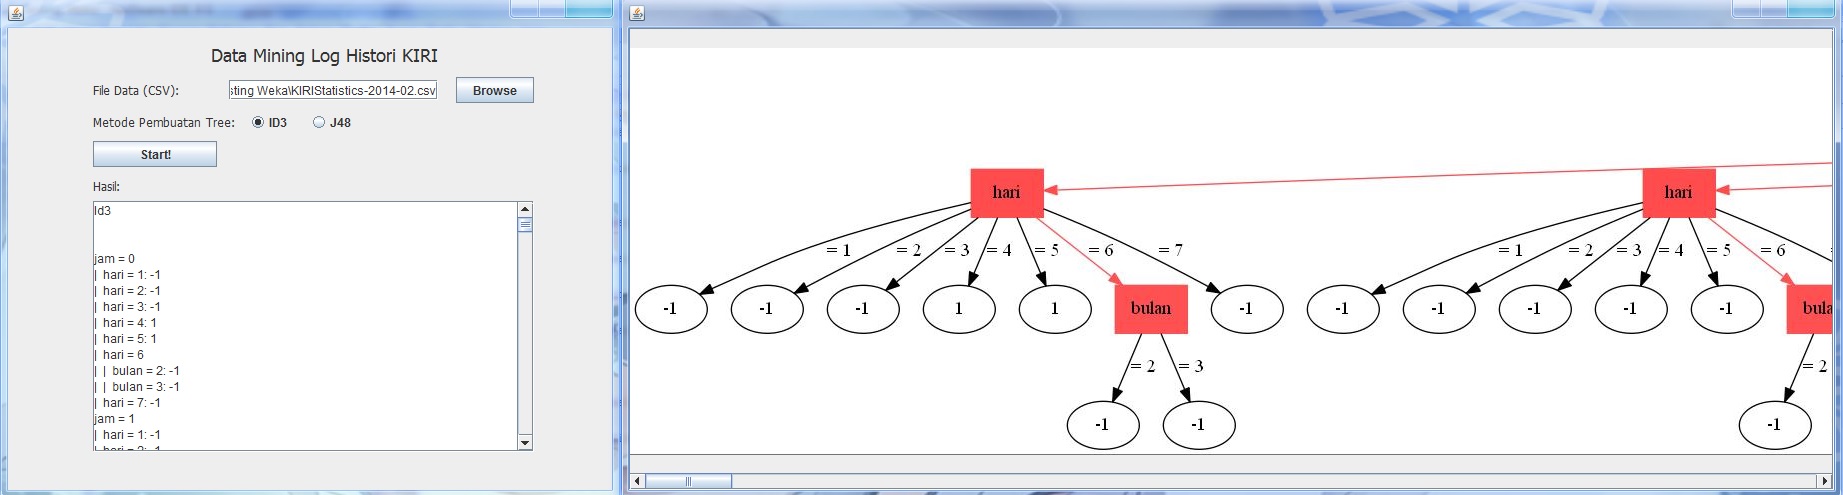 Data Mining Log Histori KIRI
File Data (CSV): sting Weka\KIRIStatistics-2014-02.csv Browse
Metode Pembuatan Tree: ID3 J48
Start!
Hasil:
Id3
jam = 0
| hari = 1: -1
| hari = 2: -1
| hari = 3: -1
| hari = 4: 1
| hari = 5: 1
| hari = 6
| | bulan = 2: -1
| | bulan = 3: -1
| hari = 7: -1
jam = 1
| hari = 1: -1
| hari = 2: -1
hari hari
= 1 = 2 = 3 = 4 = 5 = 6 = 7 = 1 = 2 = 3 = 4 = 5 = 6
-1 -1 -1 1 1 bulan -1 -1 -1 -1 -1 -1 bula
= 2 = 3 = 2
-1 -1 -1